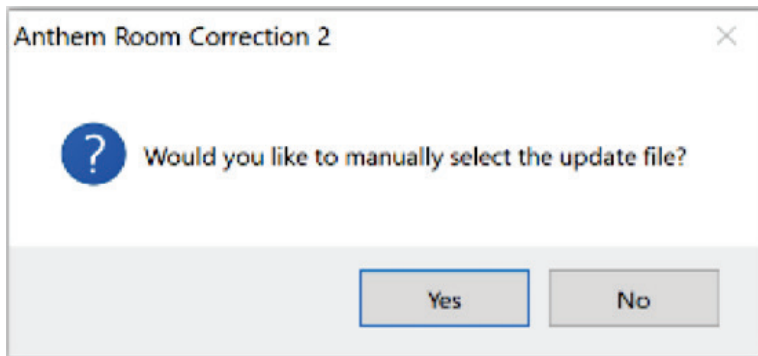 Anthem Room Correction 2
Would you like to manually select the update file?
Yes
No